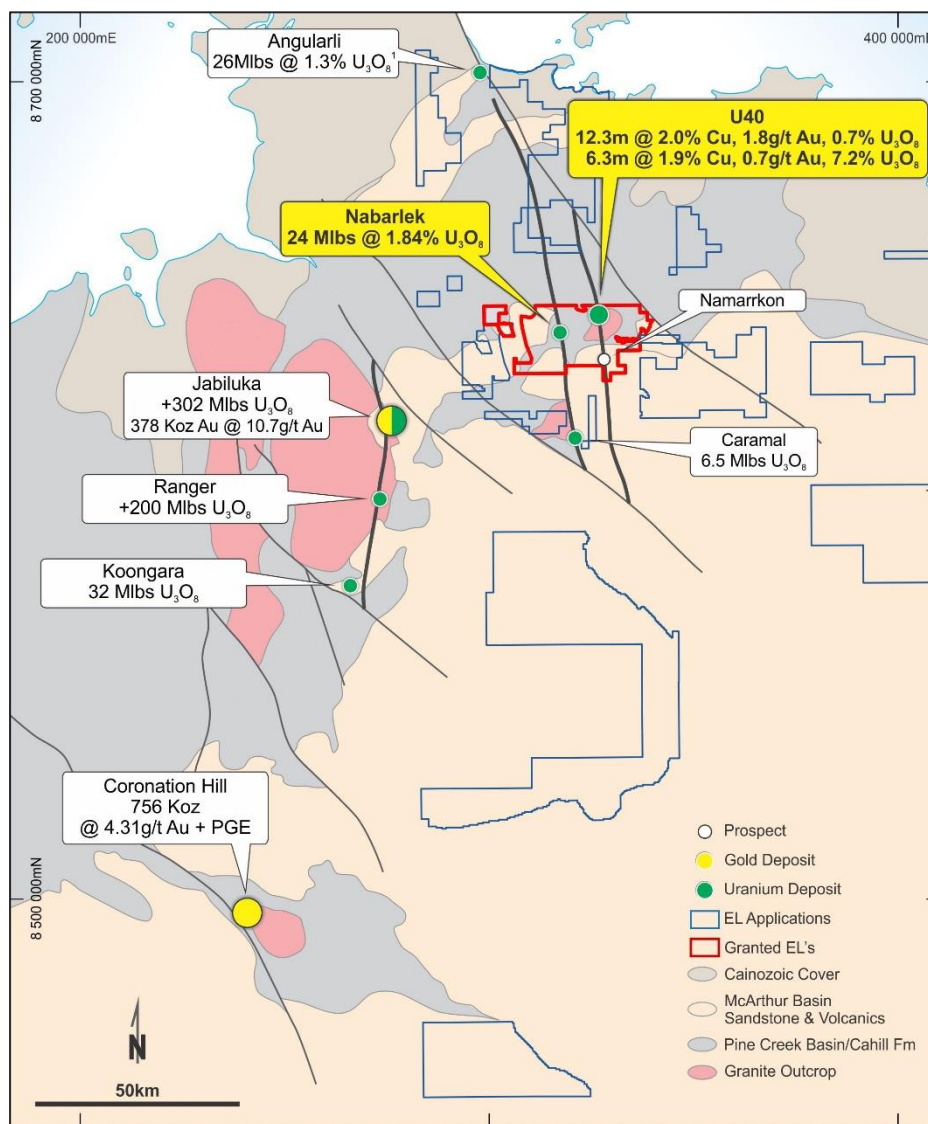 200 000mE
400 000mE
8 700 000mN
Angularli
26Mlbs @ 1.3% U₃O₈¹
U40
12.3m @ 2.0% Cu, 1.8g/t Au, 0.7% U₃O₈
6.3m @ 1.9% Cu, 0.7g/t Au, 7.2% U₃O₈
Nabarlek
24 Mlbs @ 1.84% U₃O₈
Namarrkon
Jabiluka
+302 Mlbs U₃O₈
378 Koz Au @ 10.7g/t Au
Caramal
6.5 Mlbs U₃O₈
Ranger
+200 Mlbs U₃O₈
Koongara
32 Mlbs U₃O₈
Coronation Hill
756 Koz
@ 4.31g/t Au + PGE
8 500 000mN
Prospect
Gold Deposit
Uranium Deposit
EL Applications
Granted EL's
Cainozoic Cover
McArthur Basin
Sandstone & Volcanics
Pine Creek Basin/Cahill Fm
Granite Outcrop
N
50km